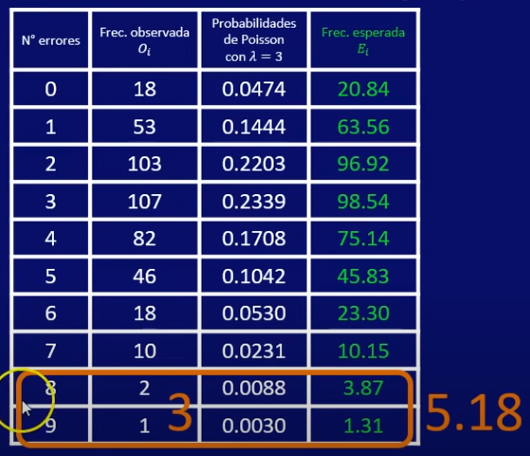 N° errores Frec. observada Oᵢ Probabilidades de Poisson con λ = 3 Frec. esperada Eᵢ
0 18 0.0474 20.84
1 53 0.1444 63.56
2 103 0.2203 96.92
3 107 0.2339 98.54
4 82 0.1708 75.14
5 46 0.1042 45.83
6 18 0.0530 23.30
7 10 0.0231 10.15
8 2 0.0088 3.87
9 1 0.0030 1.31
3
5.18